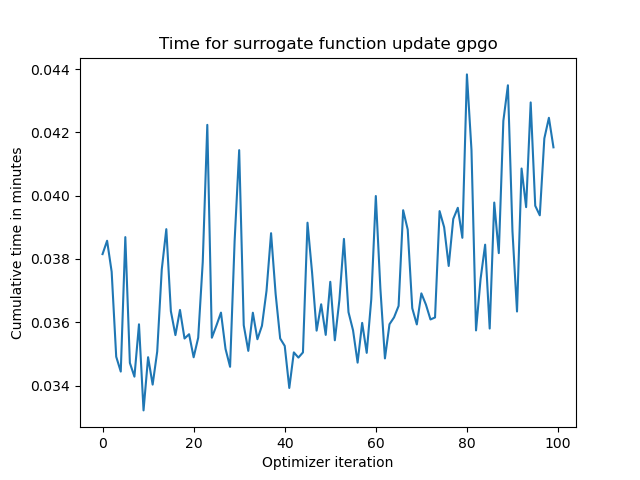 Time for surrogate function update gpgo
0.044
0.042
0.040
0.038
0.036
0.034
Cumulative time in minutes
0 20 40 60 80 100
Optimizer iteration